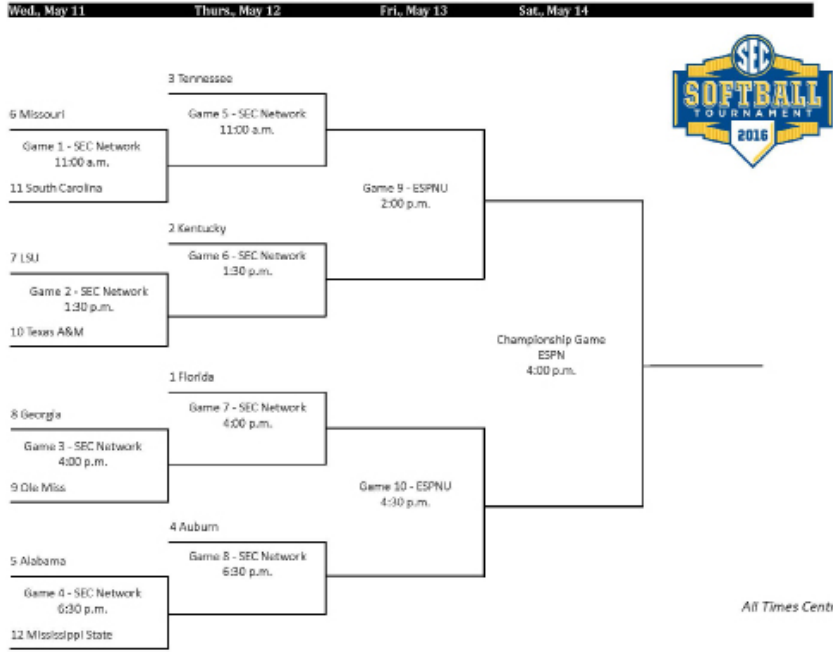 Wed., May 11 Thurs., May 12 Fri., May 13 Sat., May 14
SEC
SOFTBALL
TOURNAMENT
2016
3 Tennessee
Game 5 - SEC Network
11:00 a.m.
6 Missouri
Game 1 - SEC Network
11:00 a.m.
11 South Carolina
Game 9 - ESPNU
2:00 p.m.
2 Kentucky
Game 6 - SEC Network
1:30 p.m.
7 LSU
Game 2 - SEC Network
1:30 p.m.
10 Texas A&M
Championship Game
ESPN
4:00 p.m.
1 Florida
Game 7 - SEC Network
4:00 p.m.
8 Georgia
Game 3 - SEC Network
4:00 p.m.
9 Ole Miss
Game 10 - ESPNU
4:30 p.m.
4 Auburn
Game 8 - SEC Network
6:30 p.m.
5 Alabama
Game 4 - SEC Network
6:30 p.m.
12 Mississippi State
All Times Centr